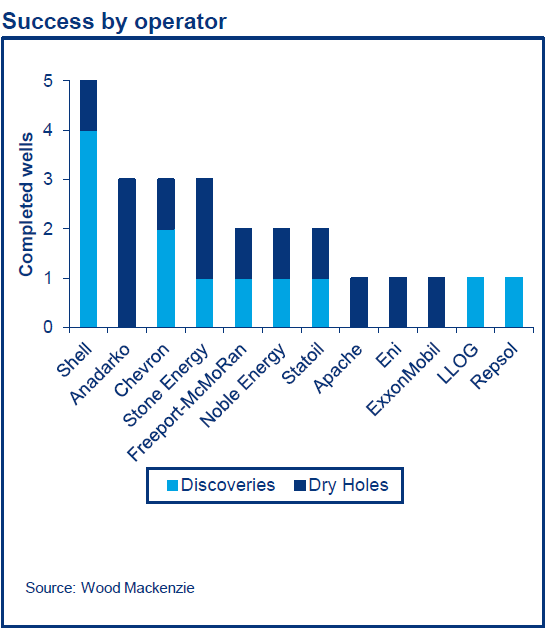 Success by operator
Completed wells
5
4
3
2
1
0
Shell
Anadarko
Chevron
Stone Energy
Freeport-McMoRan
Noble Energy
Statoil
Apache
Eni
ExxonMobil
LLOG
Repsol
Discoveries Dry Holes
Source: Wood Mackenzie